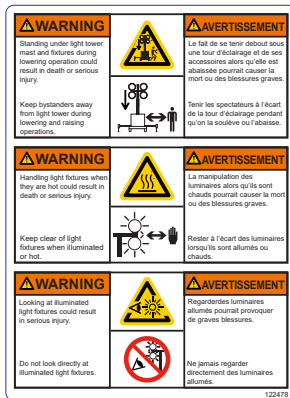 WARNING
Standing under light tower
mast and fixtures during
lowering operation could
result in death or serious
injury.
Keep bystanders away
from light tower during
lowering and raising
operations.
AVERTISSEMENT
Le fait de se tenir debout sous
une tour d'éclairage et de ses
accessoires alors qu'elle est
abaissée pourrait causer la
mort ou des blessures graves.
Tenir les spectateurs à l'écart
de la tour d'éclairage pendant
qu'on la soulève ou l'abaisse.
WARNING
Handling light fixtures when
they are hot could result in
death or serious injury.
Keep clear of light
fixtures when illuminated
or hot.
AVERTISSEMENT
La manipulation des
luminaires alors qu'ils sont
chauds pourrait causer la mort
ou des blessures graves.
Rester à l'écart des luminaires
lorsqu'ils sont allumés ou
chauds.
WARNING
Looking at illuminated
light fixtures could result
in serious injury.
Do not look directly at
illuminated light fixtures.
AVERTISSEMENT
Regarderdes luminaires
allumés pourrait provoquer
de graves blessures.
Ne jamais regarder
directement des luminaires
allumés.
122478